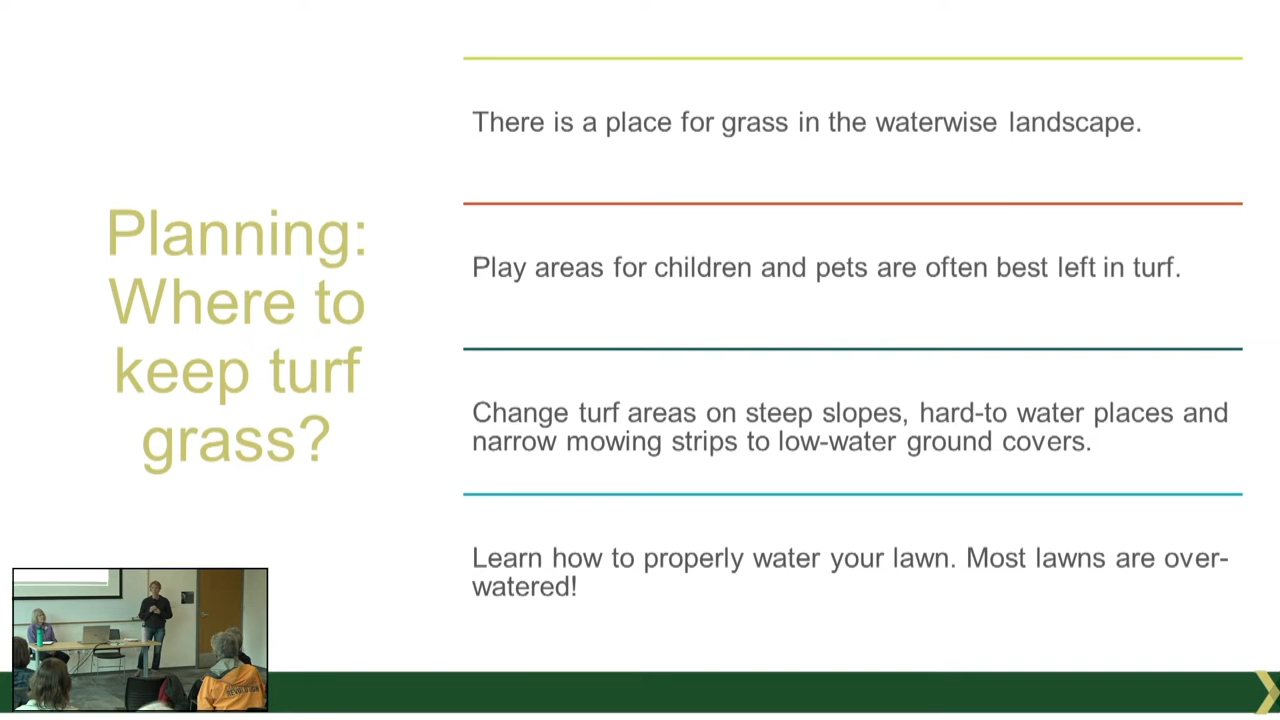 Planning:
Where to
keep turf
grass?
There is a place for grass in the waterwise landscape.
Play areas for children and pets are often best left in turf.
Change turf areas on steep slopes, hard-to water places and
narrow mowing strips to low-water ground covers.
Learn how to properly water your lawn. Most lawns are over-
watered!
REVOLUTION